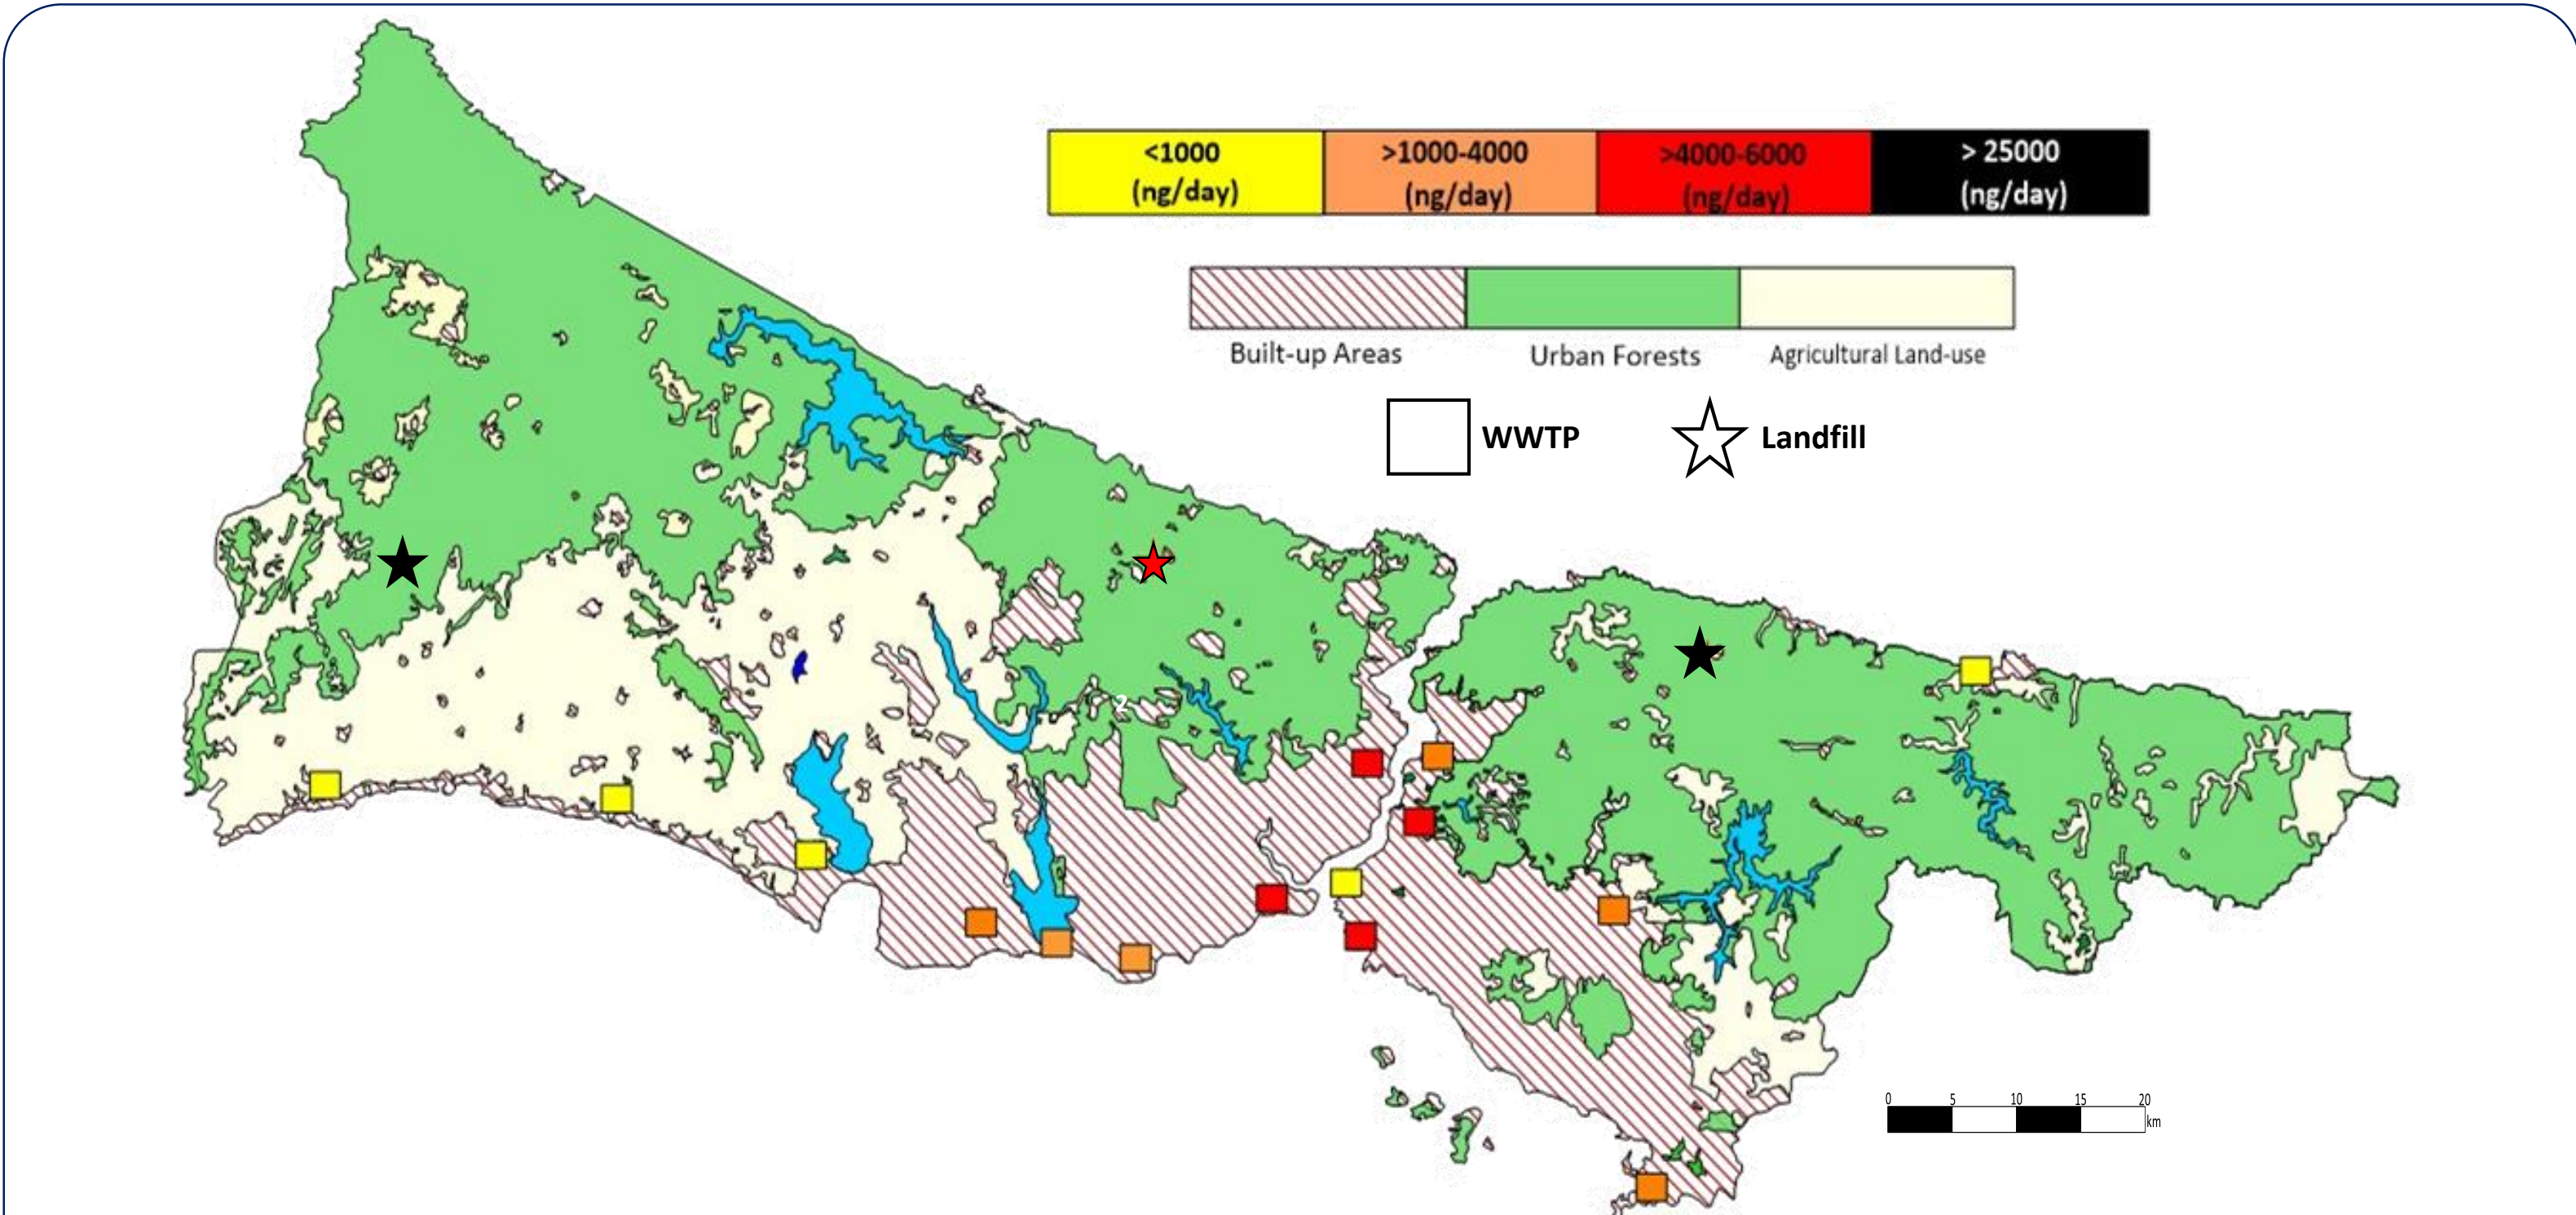 <1000
(ng/day)
>1000-4000
(ng/day)
>4000-6000
(ng/day)
> 25000
(ng/day)
Built-up Areas
Urban Forests
Agricultural Land-use
WWTP
Landfill
2
0 5 10 15 20
km